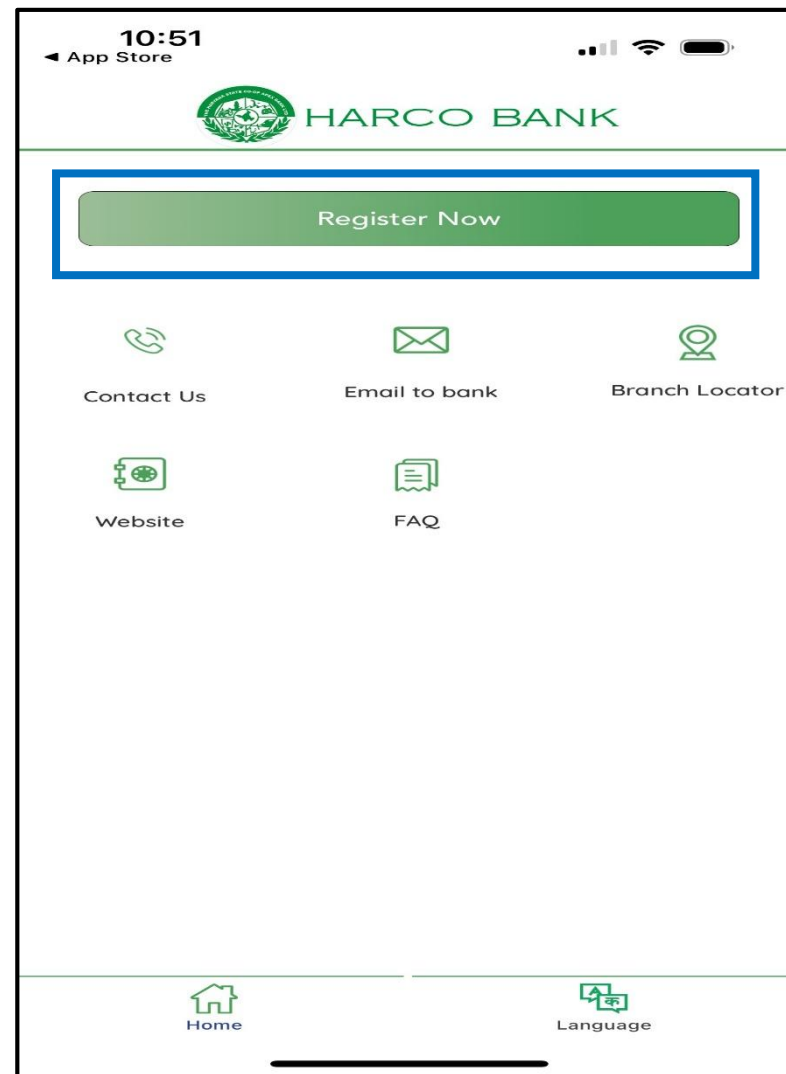 10:51
◄ App Store
HARCO BANK
Register Now
Contact Us
Email to bank
Branch Locator
Website
FAQ
Home
Language